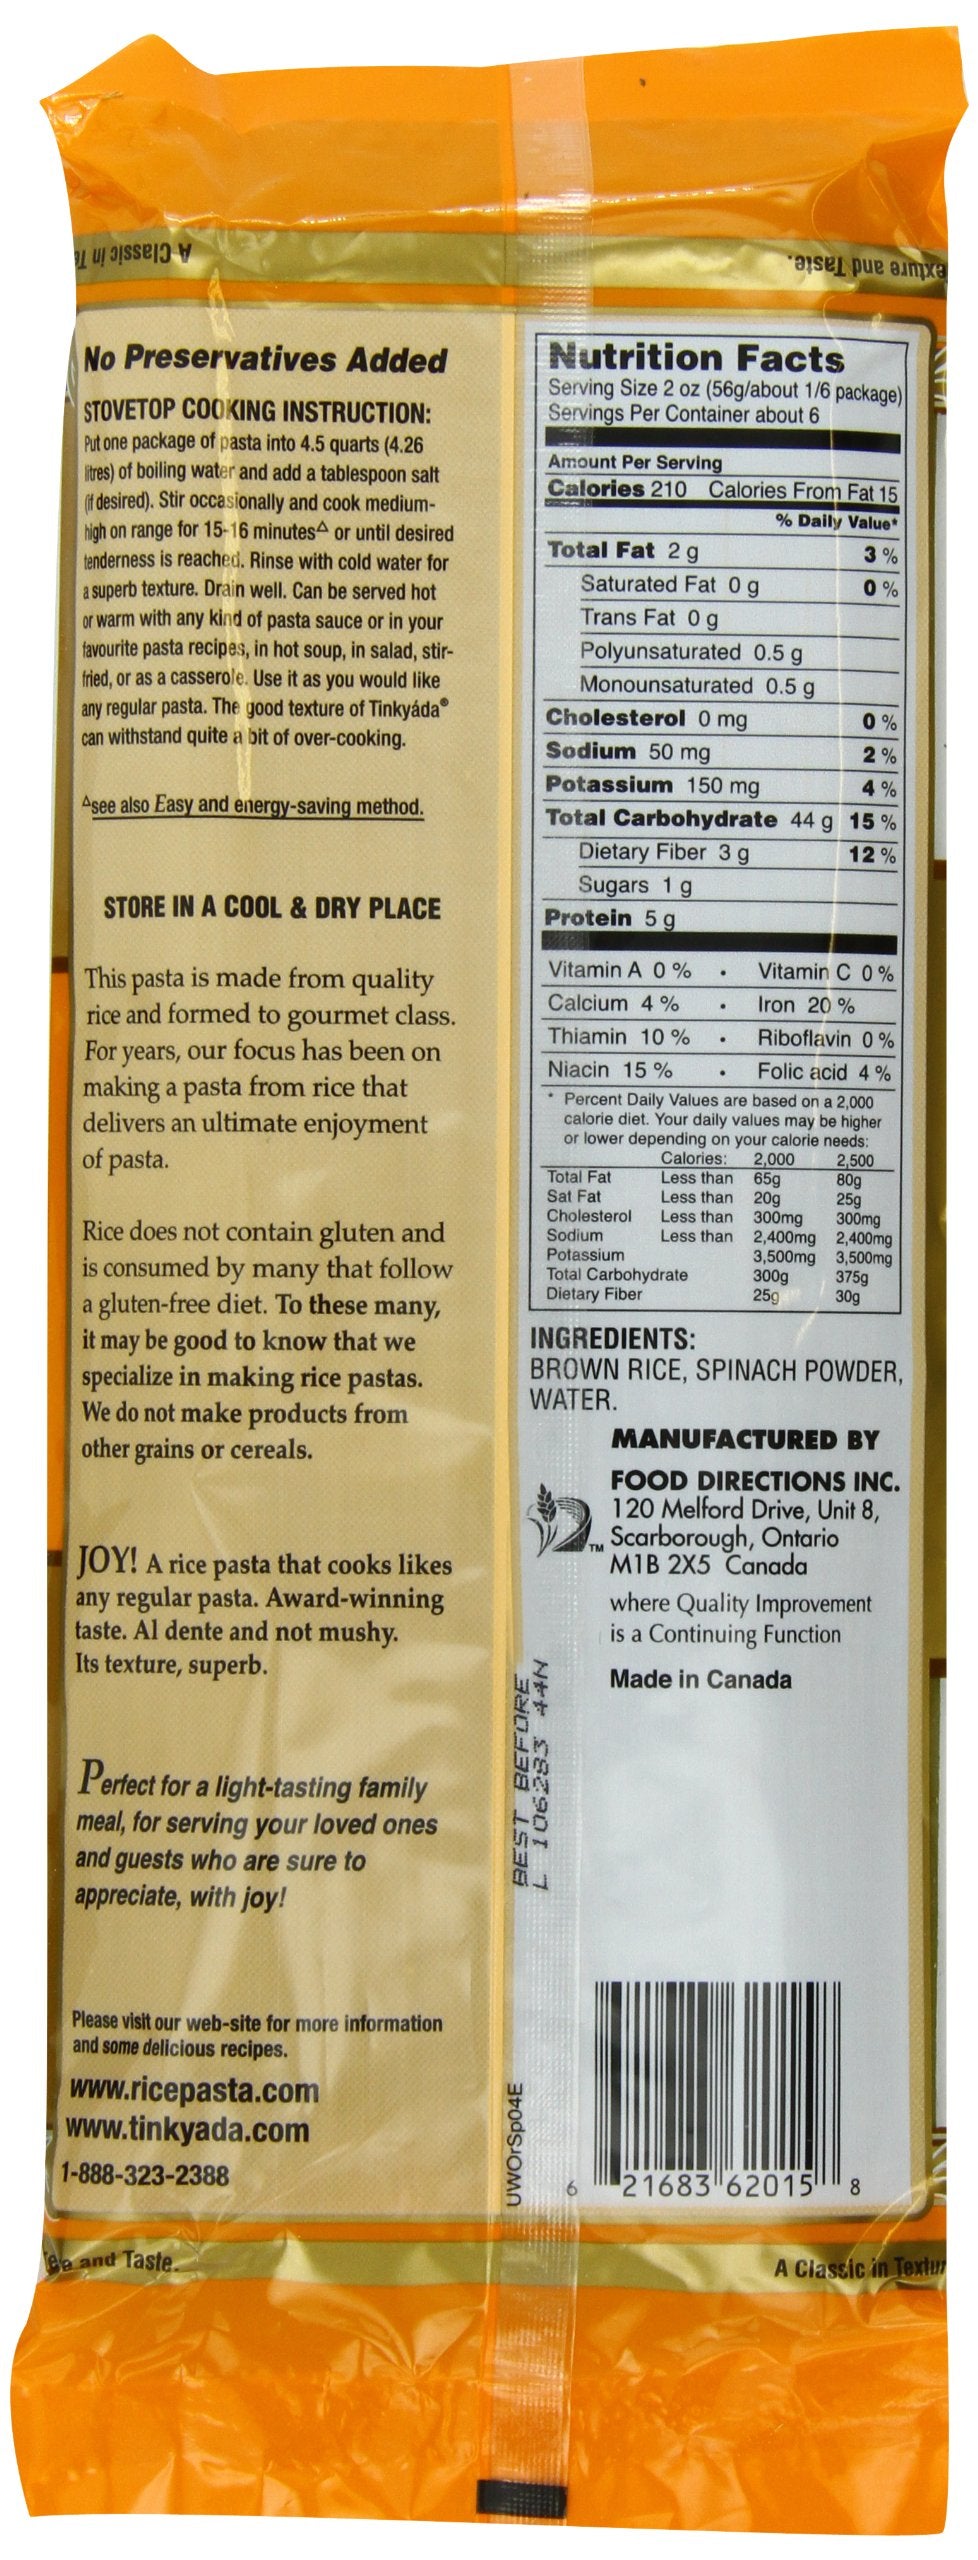 A Classic in
exture and Taste.
No Preservatives Added
STOVETOP COOKING INSTRUCTION:
Put one package of pasta into 4.5 quarts (4.26
litres) of boiling water and add a tablespoon salt
(if desired). Stir occasionally and cook medium-
high on range for 15-16 minutes△ or until desired
tenderness is reached. Rinse with cold water for
a superb texture. Drain well. Can be served hot
or warm with any kind of pasta sauce or in your
favourite pasta recipes, in hot soup, in salad, stir-
fried, or as a casserole. Use it as you would like
any regular pasta. The good texture of Tinkyáda®
can withstand quite a bit of over-cooking.
△see also Easy and energy-saving method.
STORE IN A COOL & DRY PLACE
This pasta is made from quality
rice and formed to gourmet class.
For years, our focus has been on
making a pasta from rice that
delivers an ultimate enjoyment
of pasta.
Rice does not contain gluten and
is consumed by many that follow
a gluten-free diet. To these many,
it may be good to know that we
specialize in making rice pastas.
We do not make products from
other grains or cereals.
JOY! A rice pasta that cooks likes
any regular pasta. Award-winning
taste. Al dente and not mushy.
Its texture, superb.
Perfect for a light-tasting family
meal, for serving your loved ones
and guests who are sure to
appreciate, with joy!
Please visit our web-site for more information
and some delicious recipes.
www.ricepasta.com
www.tinkyada.com
1-888-323-2388
Nutrition Facts
Serving Size 2 oz (56g/about 1/6 package)
Servings Per Container about 6
Amount Per Serving
Calories 210 Calories From Fat 15
% Daily Value*
Total Fat 2 g 3 %
Saturated Fat 0 g 0 %
Trans Fat 0 g
Polyunsaturated 0.5 g
Monounsaturated 0.5 g
Cholesterol 0 mg 0 %
Sodium 50 mg 2 %
Potassium 150 mg 4 %
Total Carbohydrate 44 g 15 %
Dietary Fiber 3 g 12 %
Sugars 1 g
Protein 5 g
Vitamin A 0 % • Vitamin C 0 %
Calcium 4 % • Iron 20 %
Thiamin 10 % • Riboflavin 0 %
Niacin 15 % • Folic acid 4 %
* Percent Daily Values are based on a 2,000
calorie diet. Your daily values may be higher
or lower depending on your calorie needs:
Calories: 2,000 2,500
Total Fat Less than 65g 80g
Sat Fat Less than 20g 25g
Cholesterol Less than 300mg 300mg
Sodium Less than 2,400mg 2,400mg
Potassium 3,500mg 3,500mg
Total Carbohydrate 300g 375g
Dietary Fiber 25g 30g
INGREDIENTS:
BROWN RICE, SPINACH POWDER,
WATER.
MANUFACTURED BY
FOOD DIRECTIONS INC.
120 Melford Drive, Unit 8,
TM Scarborough, Ontario
M1B 2X5 Canada
where Quality Improvement
is a Continuing Function
Made in Canada
BEST BEFORE
L 106283 44N
UWOrSp04E
6 21683 62015 8
and Taste.
A Classic in Textur